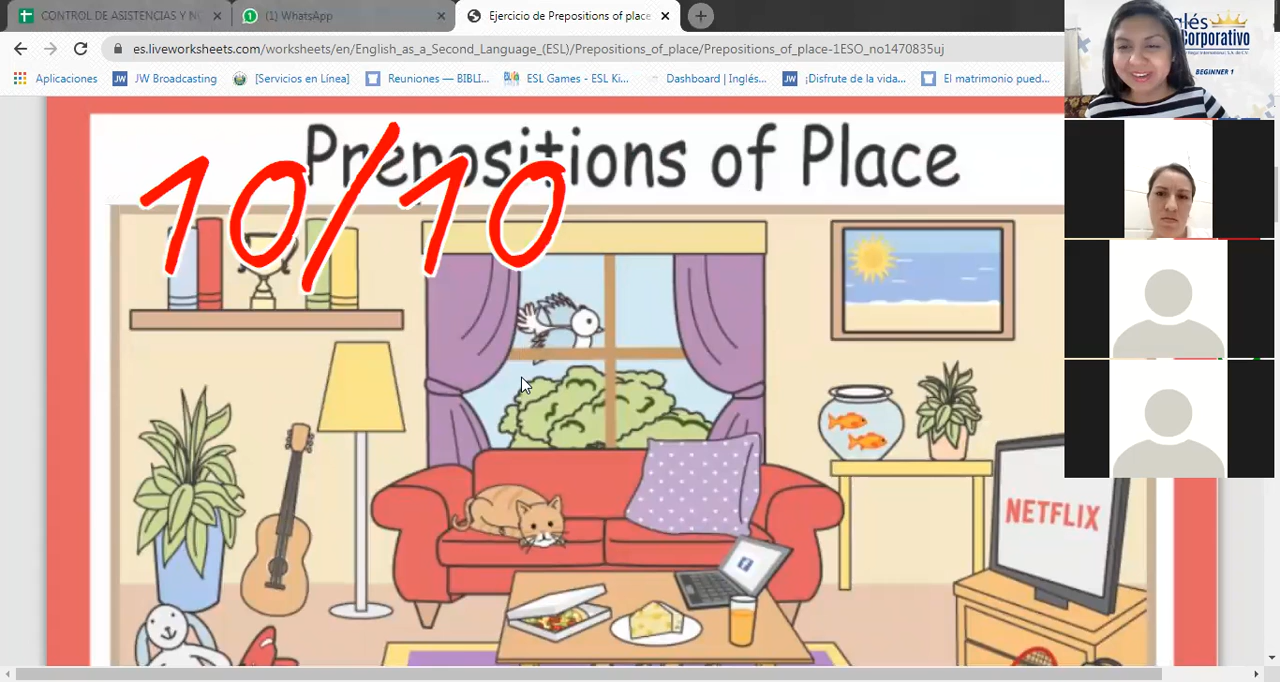 CONTROL DE ASISTENCIAS Y NO
(1) WhatsApp
Ejercicio de Prepositions of place
es.liveworksheets.com/worksheets/en/English_as_a_Second_Language_(ESL)/Prepositions_of_place/Prepositions_of_place-1ESO_no1470835uj
Aplicaciones
JW Broadcasting
[Servicios en Línea]
Reuniones — BIBLI...
ESL Games - ESL Ki...
Dashboard | Inglés...
¡Disfrute de la vida...
El matrimonio pued...
glés
Corporativo
BEGINNER 1
Prepositions of Place
10/10
NETFLIX